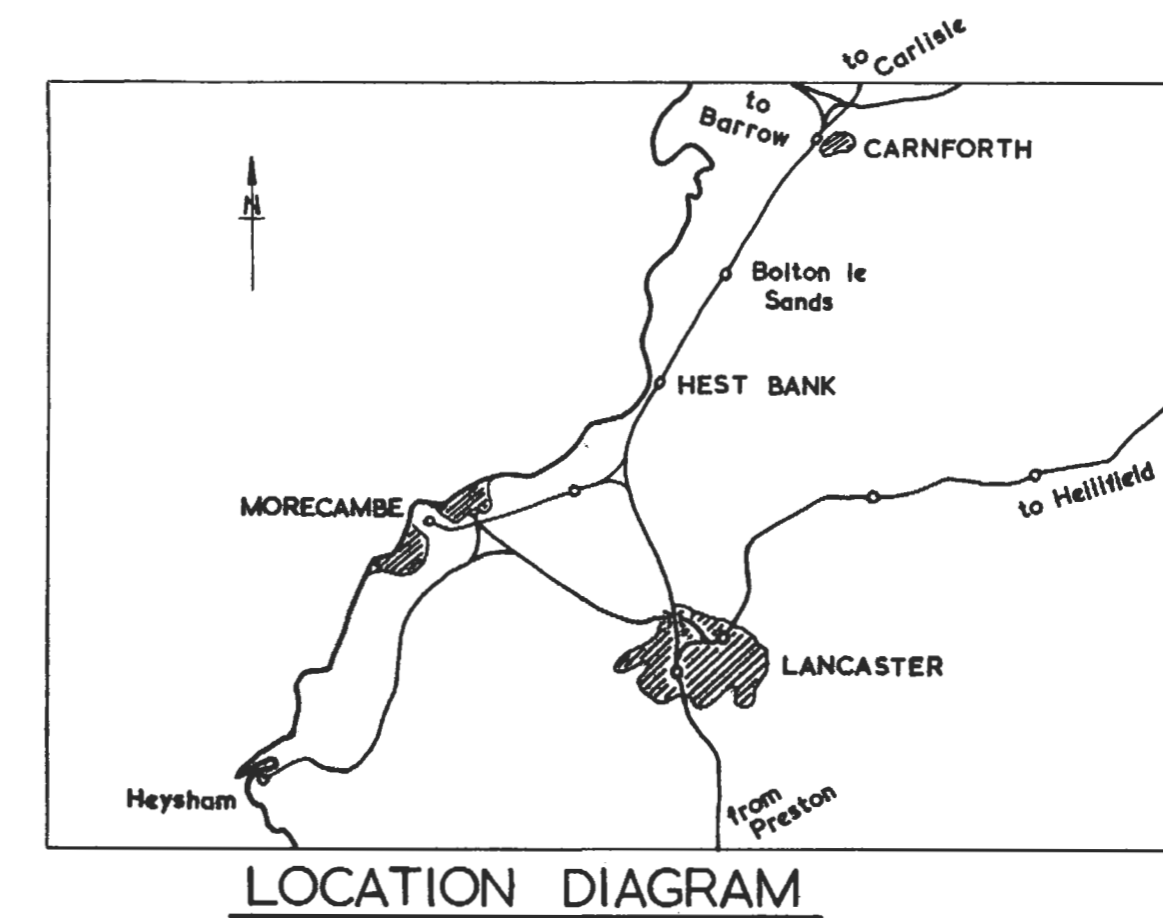 to
Carlisle
to
Barrow
CARNFORTH
N
Bolton le
Sands
HEST BANK
MORECAMBE
to Hellifield
LANCASTER
Heysham
from
Preston
LOCATION DIAGRAM